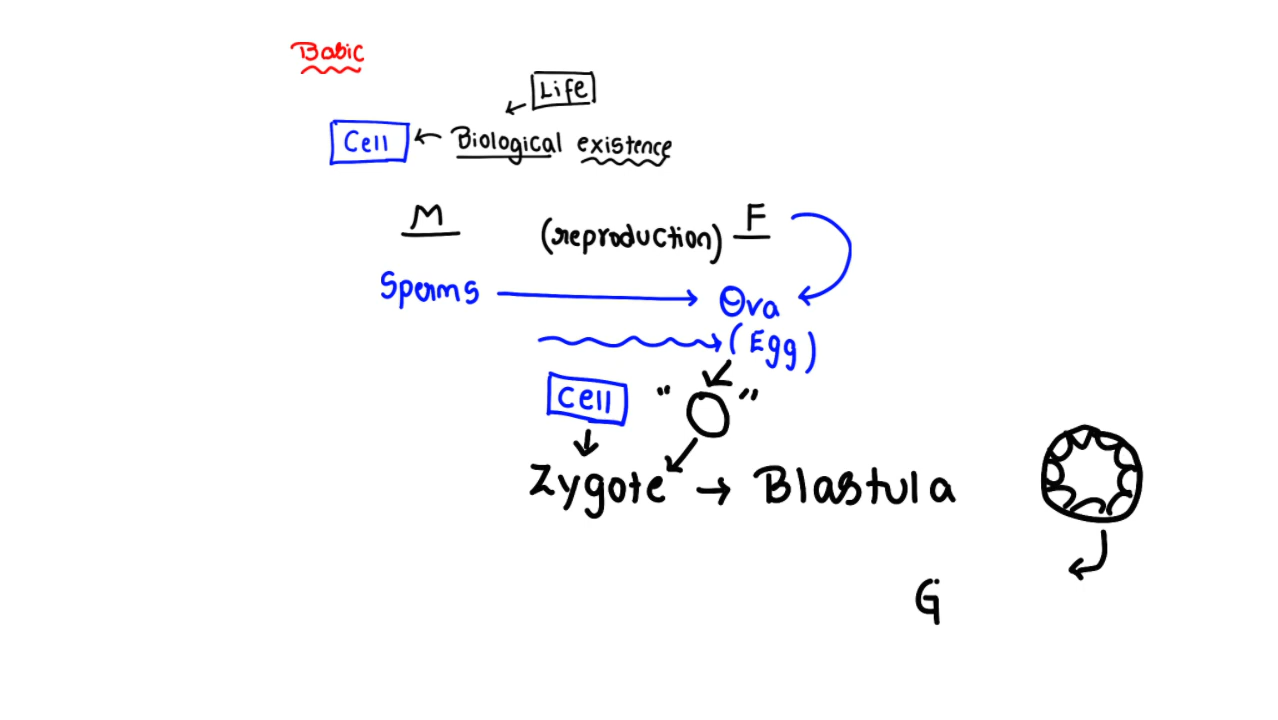 Basic
Life
Cell ← Biological existence
M (reproduction) F
Sperms → Ova
(Egg)
Cell " "
Zygote → Blastula
G